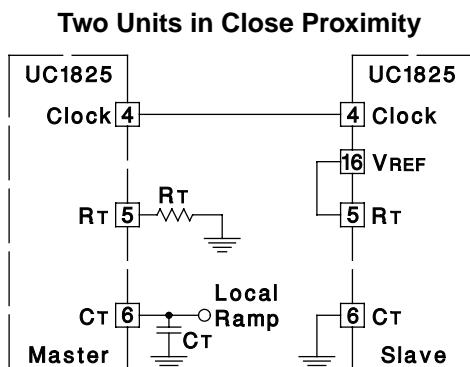 Two Units in Close Proximity
UC1825
UC1825
Clock 4
4 Clock
16 VREF
RT 5
RT
5 RT
CT 6
Local
Ramp
CT
6 CT
Master
Slave